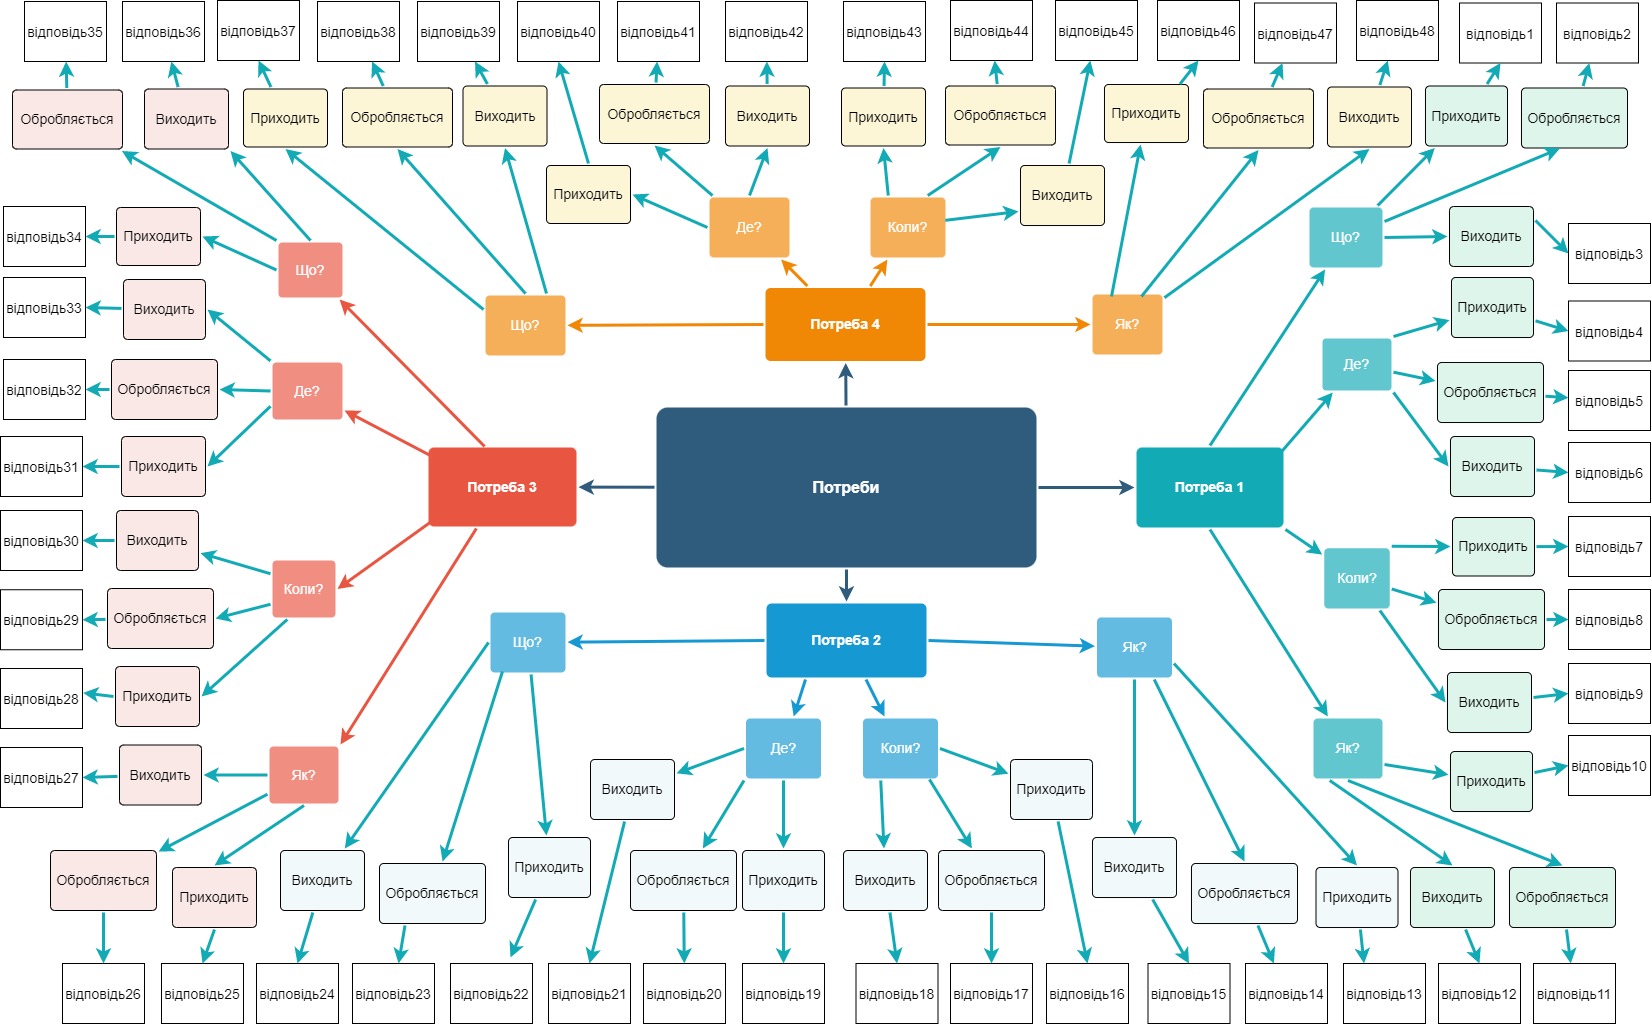 відповідь35
відповідь36
відповідь37
відповідь38
відповідь39
відповідь40
відповідь41
відповідь42
відповідь43
відповідь44
відповідь45
відповідь46
відповідь47
відповідь48
відповідь1
відповідь2
Обробляється
Виходить
Приходить
Обробляється
Виходить
Обробляється
Виходить
Приходить
Обробляється
Приходить
Обробляється
Виходить
Приходить
Обробляється
Приходить
Виходить
відповідь34
Приходить
Що?
Де?
Коли?
Що?
Виходить
відповідь3
відповідь33
Виходить
Що?
Потреба 4
Як?
Приходить
відповідь4
відповідь32
Обробляється
Де?
Де?
Обробляється
відповідь5
відповідь31
Приходить
Потреба 3
Потреби
Потреба 1
Виходить
відповідь6
відповідь30
Виходить
Коли?
Коли?
Приходить
відповідь7
відповідь29
Обробляється
Що?
Потреба 2
Як?
Обробляється
відповідь8
відповідь28
Приходить
Виходить
відповідь9
відповідь27
Виходить
Як?
Де?
Коли?
Як?
Приходить
відповідь10
Виходить
Приходить
Обробляється
Приходить
Виходить
Обробляється
Приходить
Обробляється
Приходить
Виходить
Обробляється
Виходить
Обробляється
Приходить
Виходить
Обробляється
відповідь26
відповідь25
відповідь24
відповідь23
відповідь22
відповідь21
відповідь20
відповідь19
відповідь18
відповідь17
відповідь16
відповідь15
відповідь14
відповідь13
відповідь12
відповідь11